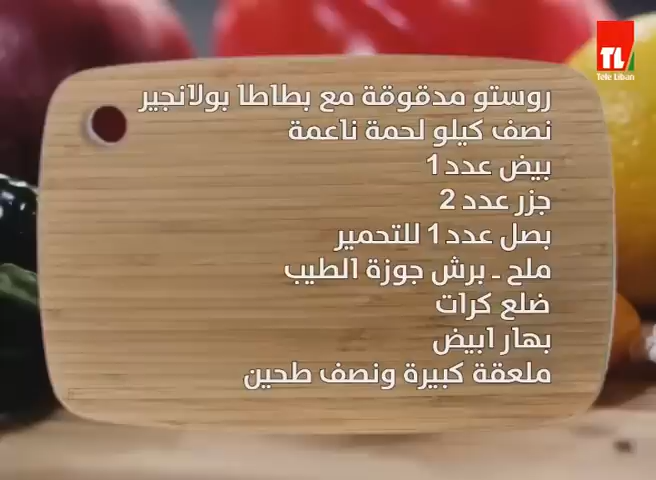 روستو مدقوقة مع بطاطا بولانجير
نصف كيلو لحمة ناعمة
بيض عدد 1
جزر عدد 2
بصل عدد 1 للتحمير
ملح - برش جوزة الطيب
ضلع كرات
بهار ابيض
ملعقة كبيرة ونصف طحين
TL
Tele Liban